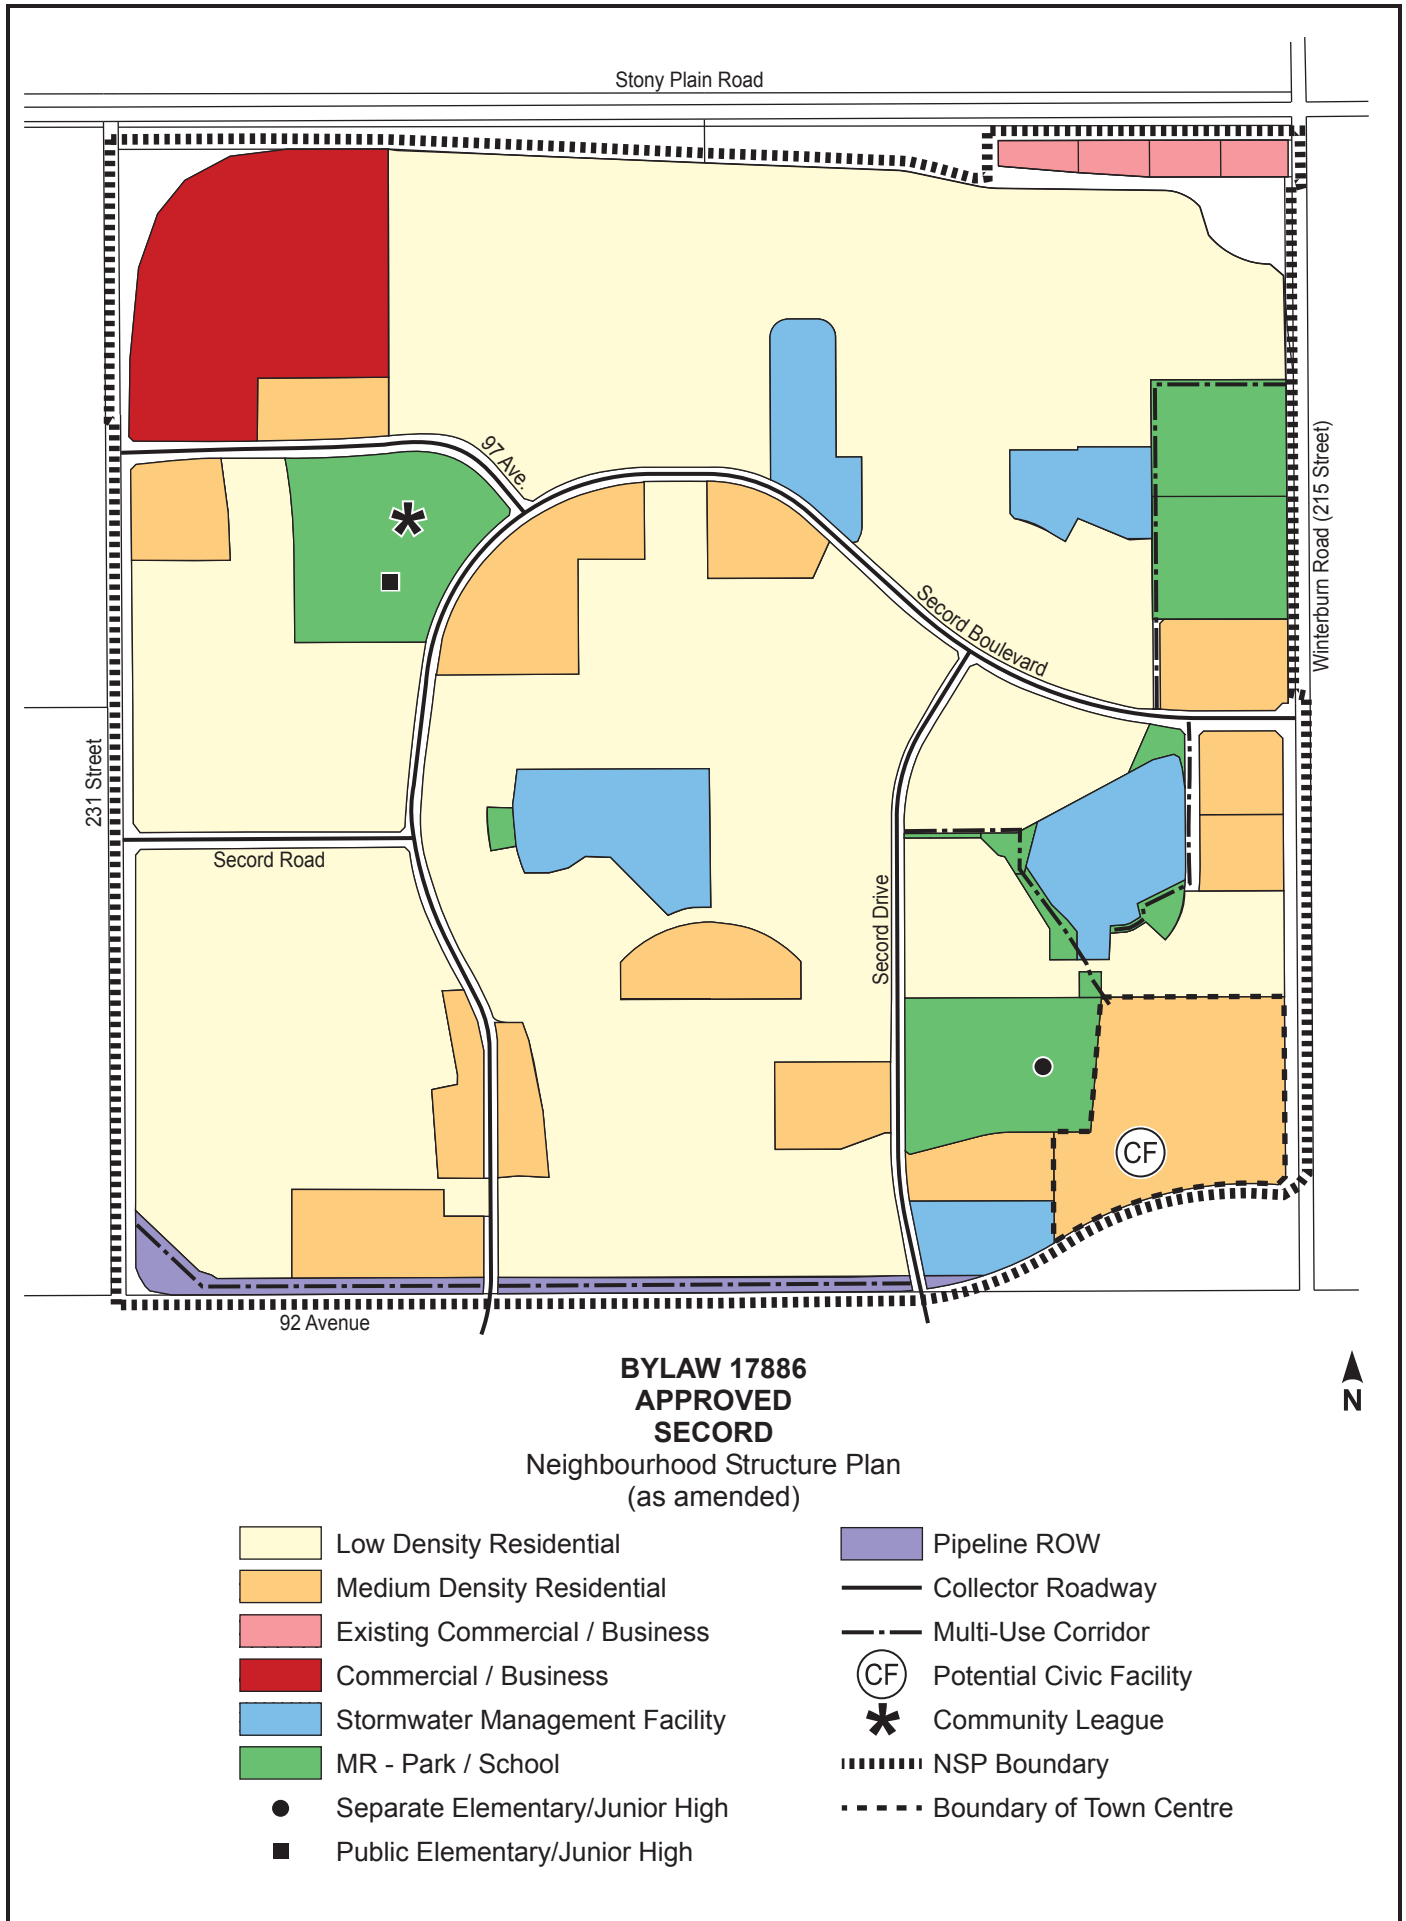 Stony Plain Road
97 Ave.
Winterburn Road (215 Street)
Secord Boulevard
231 Street
Secord Road
Secord Drive
CF
92 Avenue
BYLAW 17886
APPROVED
SECORD
Neighbourhood Structure Plan
(as amended)
N
Low Density Residential
Medium Density Residential
Existing Commercial / Business
Commercial / Business
Stormwater Management Facility
MR - Park / School
Separate Elementary/Junior High
Public Elementary/Junior High
Pipeline ROW
Collector Roadway
Multi-Use Corridor
CF Potential Civic Facility
Community League
NSP Boundary
Boundary of Town Centre